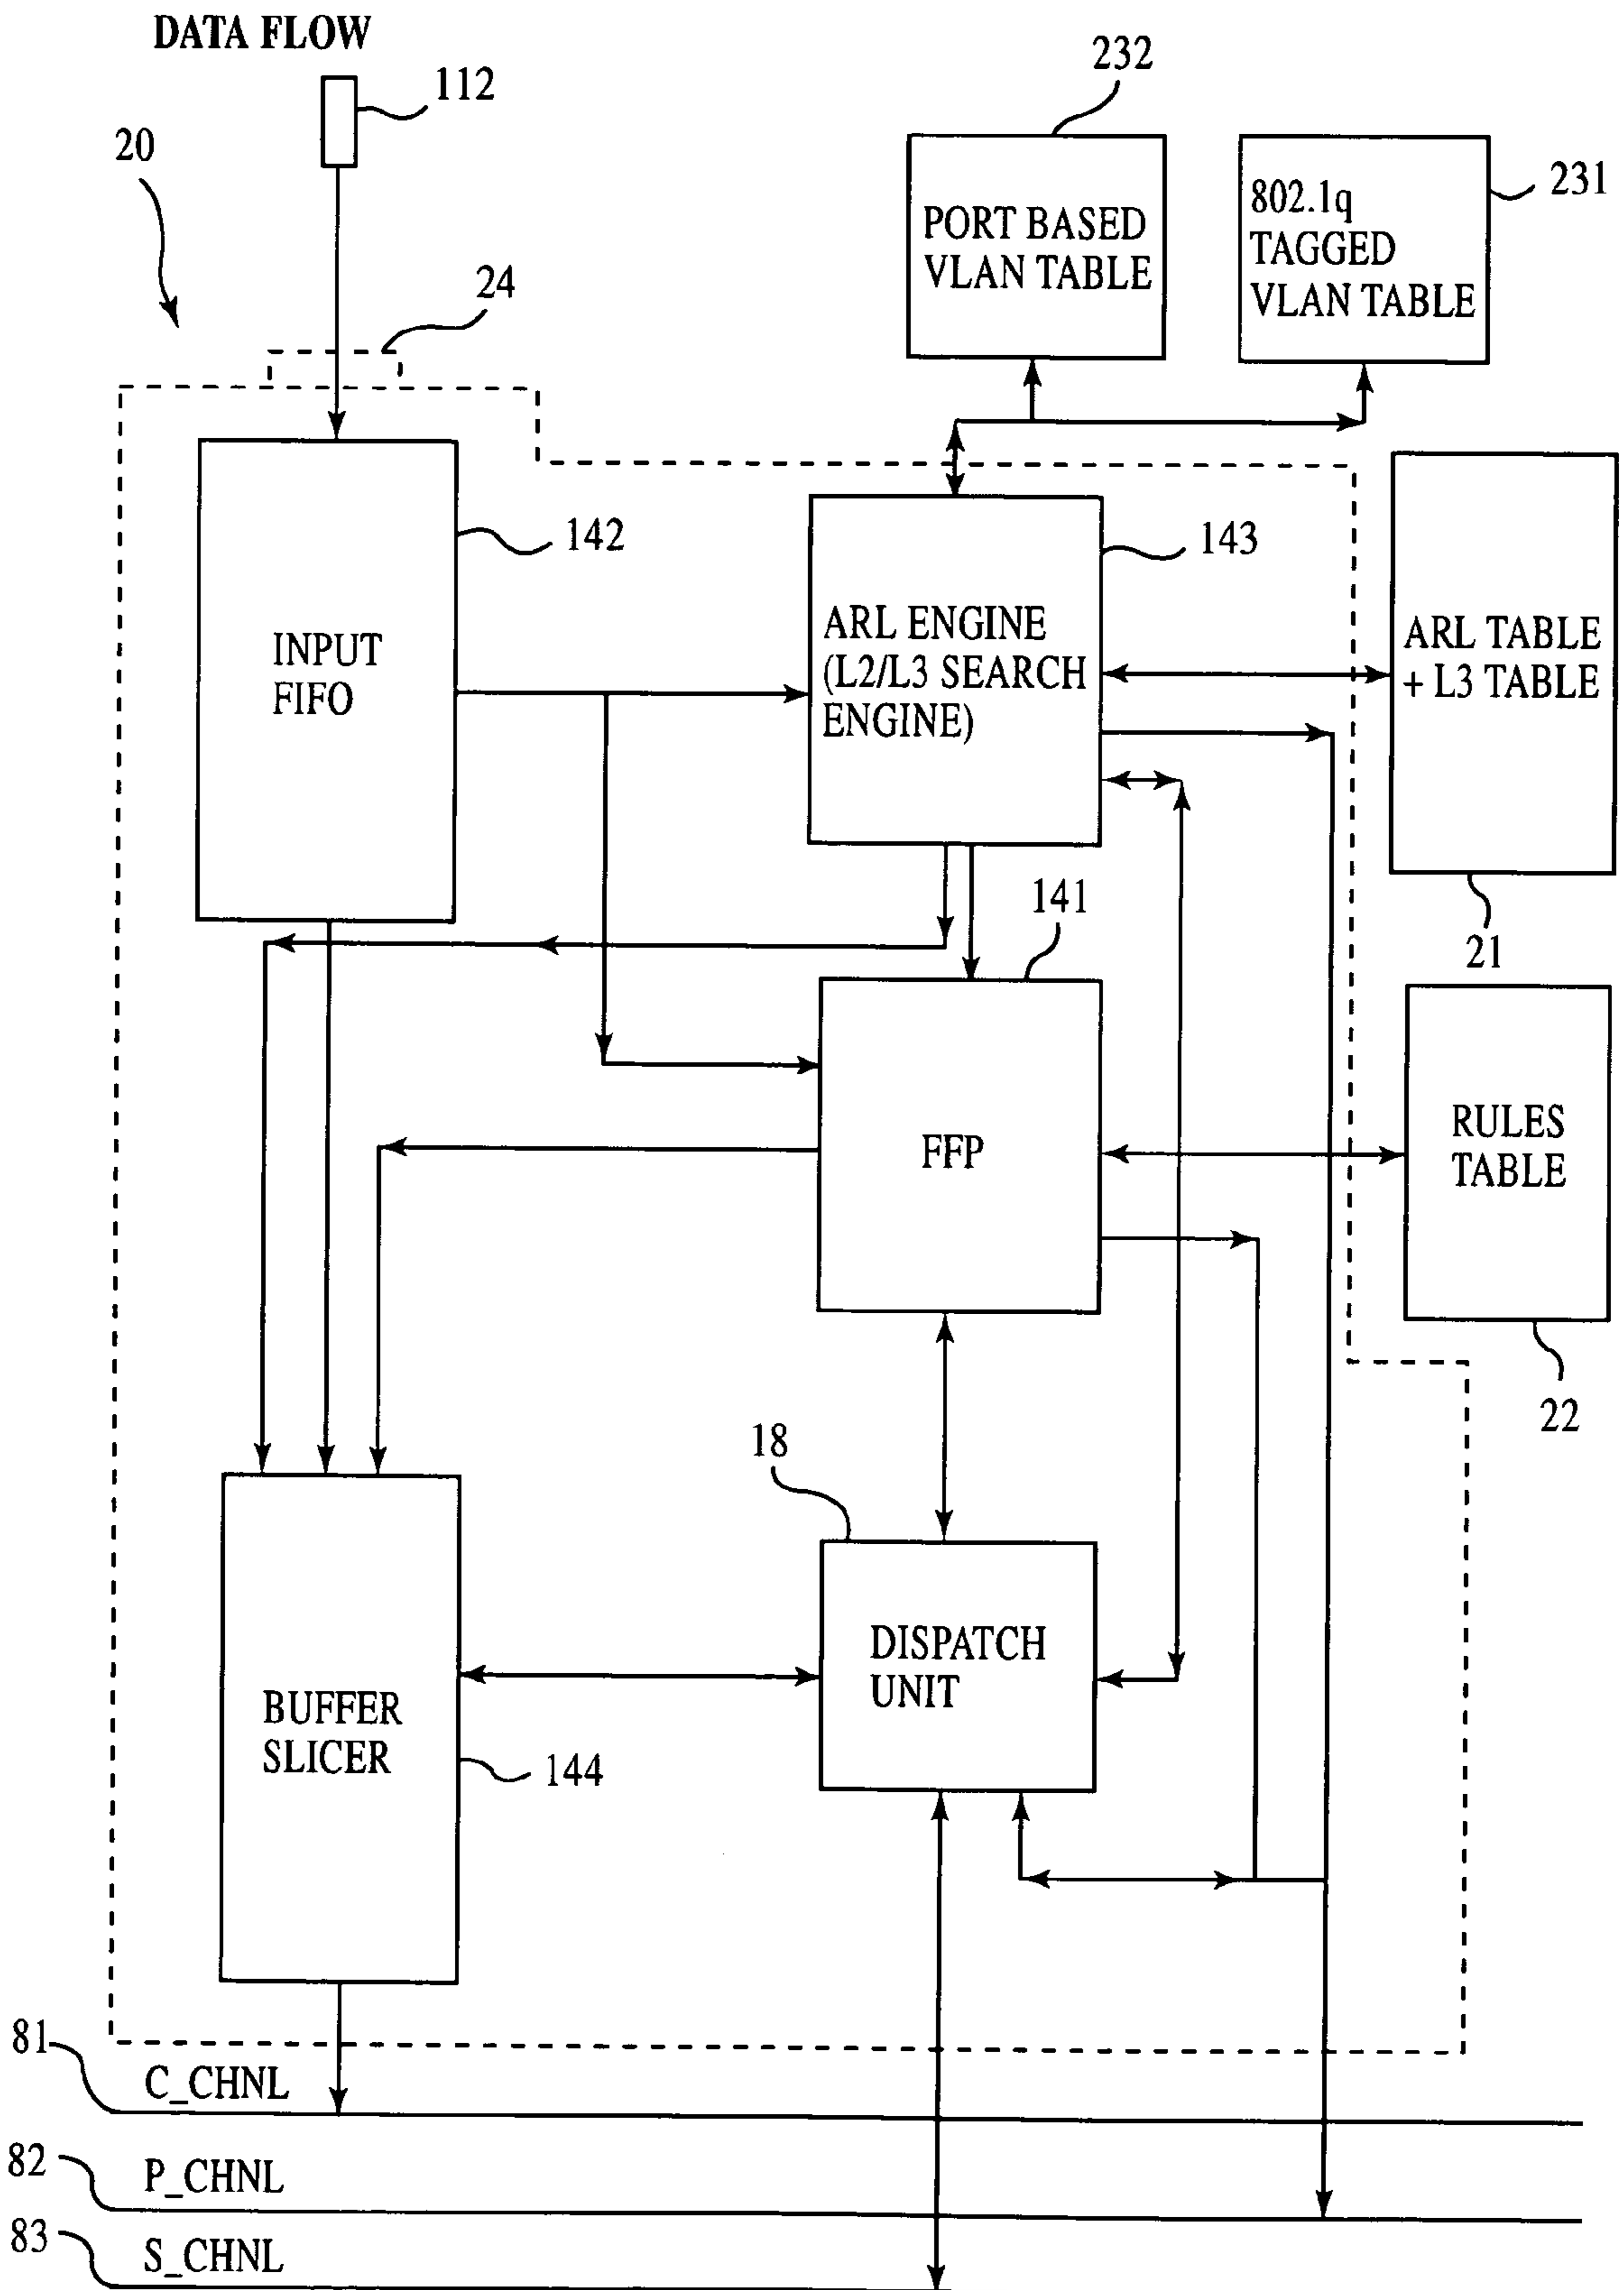 DATA FLOW
112
20
24
232
231
PORT BASED
VLAN TABLE
802.1q
TAGGED
VLAN TABLE
142
143
INPUT
FIFO
ARL ENGINE
(L2/L3 SEARCH
ENGINE)
ARL TABLE
+ L3 TABLE
21
141
FFP
RULES
TABLE
22
18
DISPATCH
UNIT
BUFFER
SLICER
144
81
C_CHNL
82
P_CHNL
83
S_CHNL